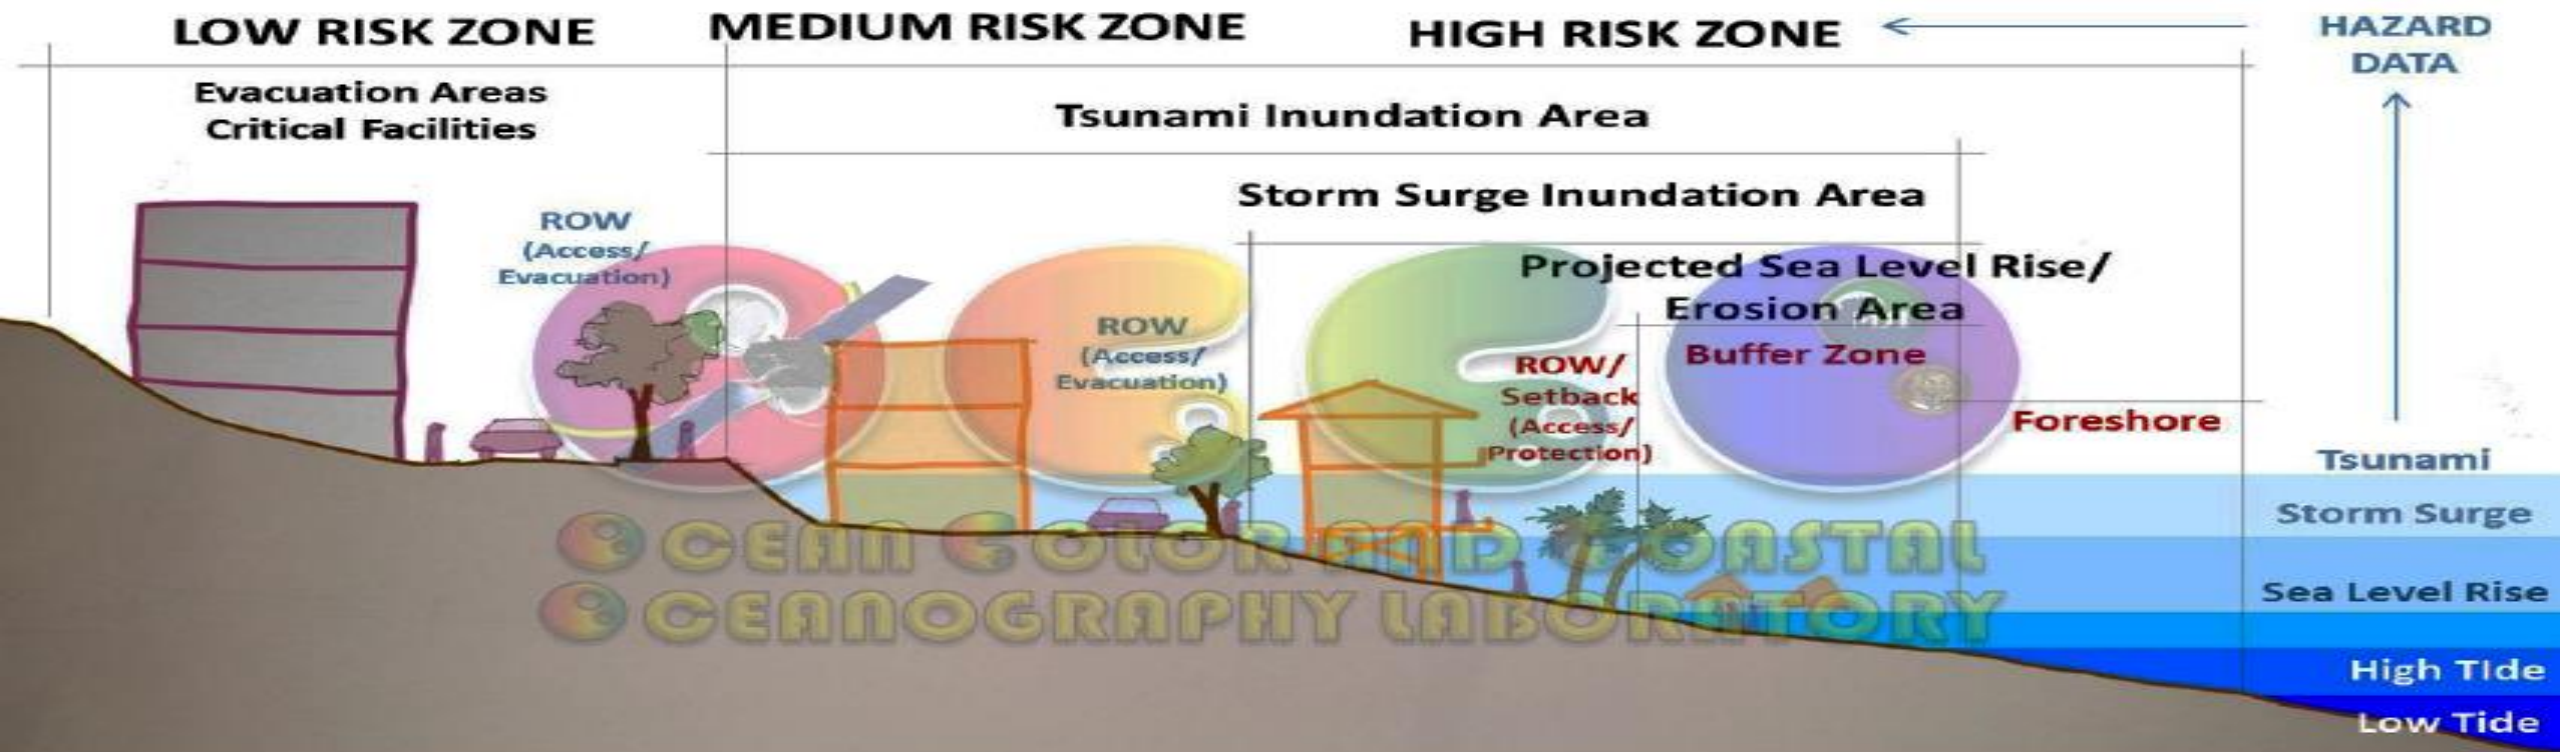 LOW RISK ZONE
MEDIUM RISK ZONE
HIGH RISK ZONE
HAZARD
DATA
Evacuation Areas
Critical Facilities
Tsunami Inundation Area
Storm Surge Inundation Area
ROW
(Access/
Evacuation)
Projected Sea Level Rise/
Erosion Area
ROW
(Access/
Evacuation)
Buffer Zone
ROW/
Setback
(Access/
Protection)
Foreshore
Tsunami
Storm Surge
Sea Level Rise
High TIde
Low Tide
OCEAN COLOR AND COASTAL
OCEANOGRAPHY LABORATORY